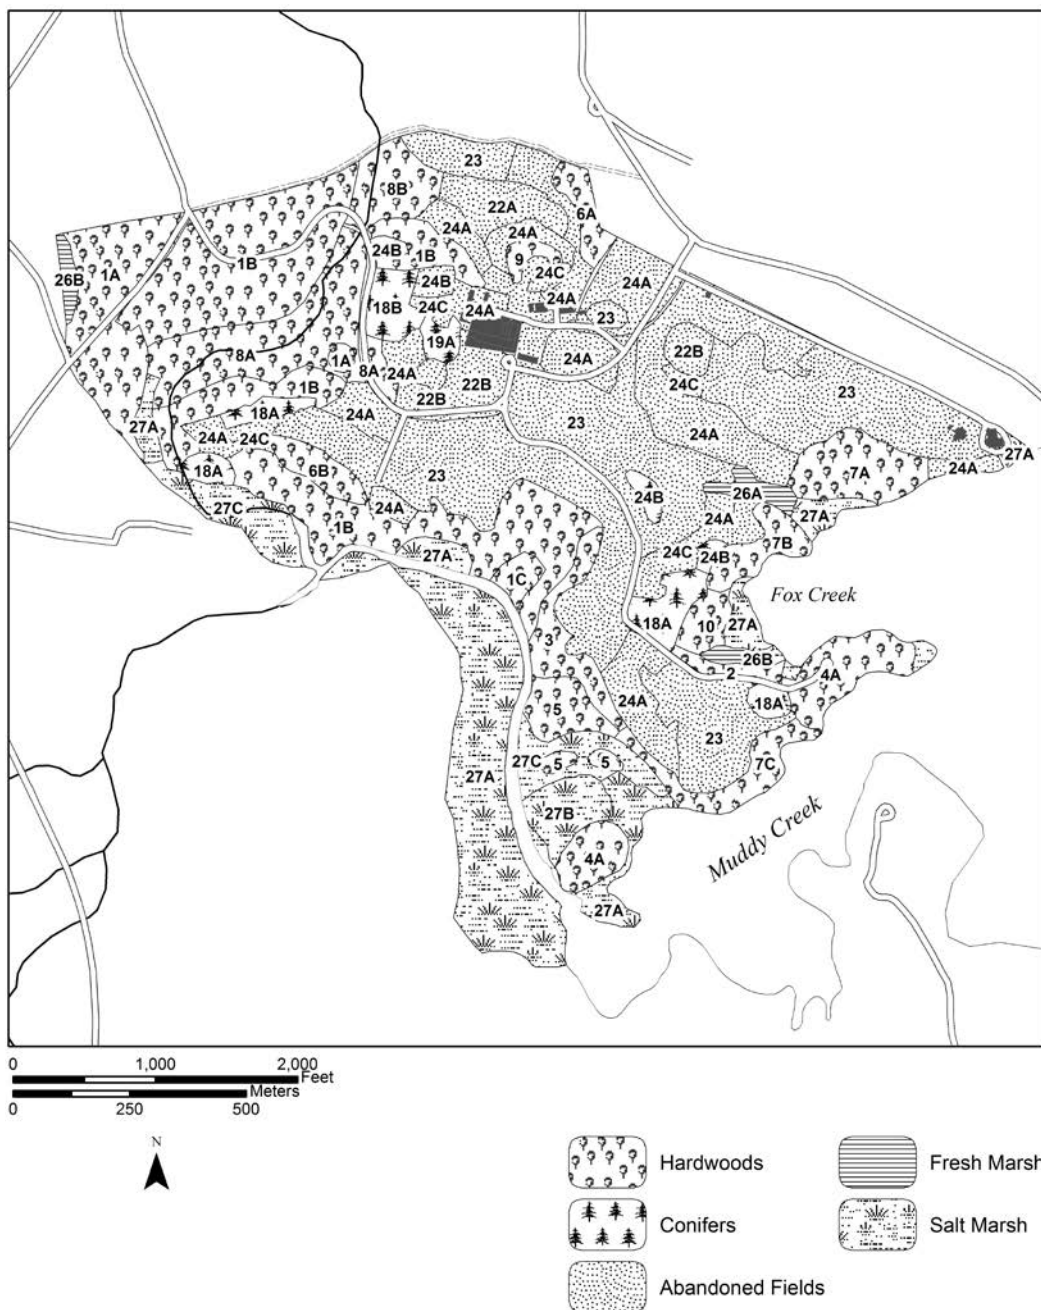 23
8B
22A
6A
24A
24A
24B
1B
9
1A
1B
26B
24B
24C
24A
18B
24C
24A
24A
23
19A
8A
1A
24A
22B
8A
24A
22B
24C
1B
22B
23
18A
24A
23
27A
24A
24C
24A
27A
18A
6B
23
7A
24A
24B
26A
27C
24A
27A
1B
24A
7B
27A
24C
24B
1C
Fox Creek
18A
10
27A
3
26B
2
4A
24A
18A
5
23
27C
5
5
7C
27A
27B
Muddy Creek
4A
27A
0
1,000
2,000
Feet
Meters
0
250
500
N
Hardwoods
Fresh Marsh
Conifers
Salt Marsh
Abandoned Fields